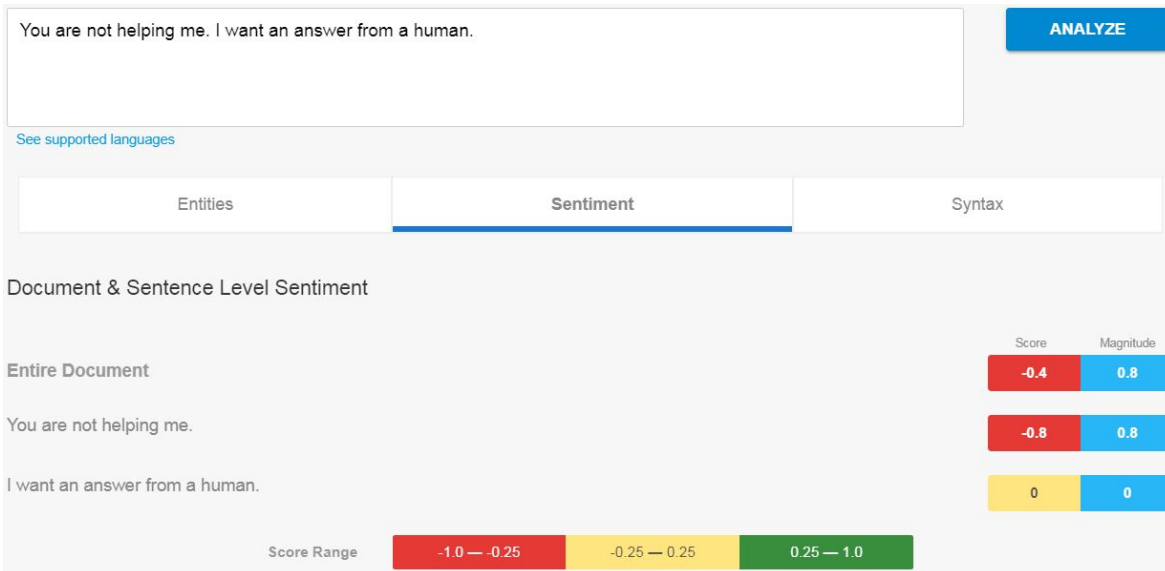 You are not helping me. I want an answer from a human.
ANALYZE
See supported languages
Entities Sentiment Syntax
Document & Sentence Level Sentiment
Score Magnitude
Entire Document -0.4 0.8
You are not helping me. -0.8 0.8
I want an answer from a human. 0 0
Score Range -1.0 — -0.25 -0.25 — 0.25 0.25 — 1.0